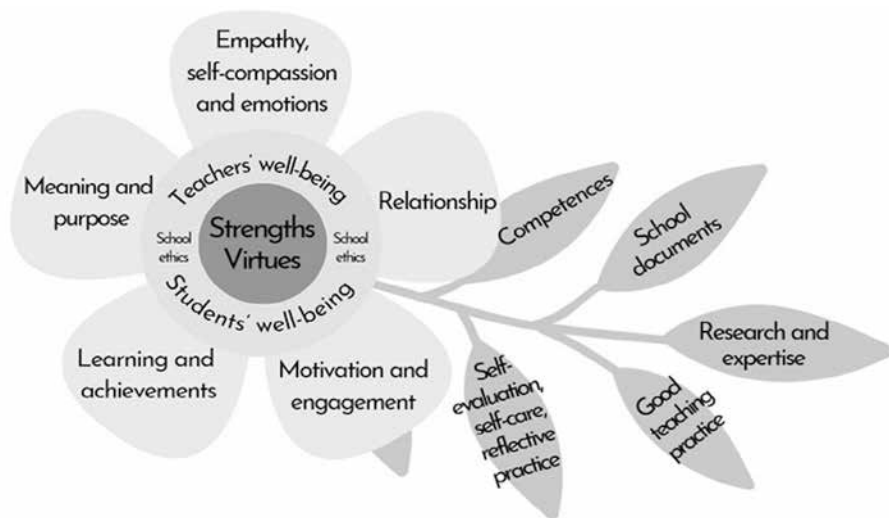 Empathy,
self-compassion
and emotions
Meaning and
purpose
Teachers' well-being
Relationship
School
ethics
Strengths
Virtues
School
ethics
Students' well-being
Learning and
achievements
Motivation and
engagement
Competences
School
documents
Research and
expertise
Self-
evaluation,
self-care,
reflective
practice
Good
teaching
practice